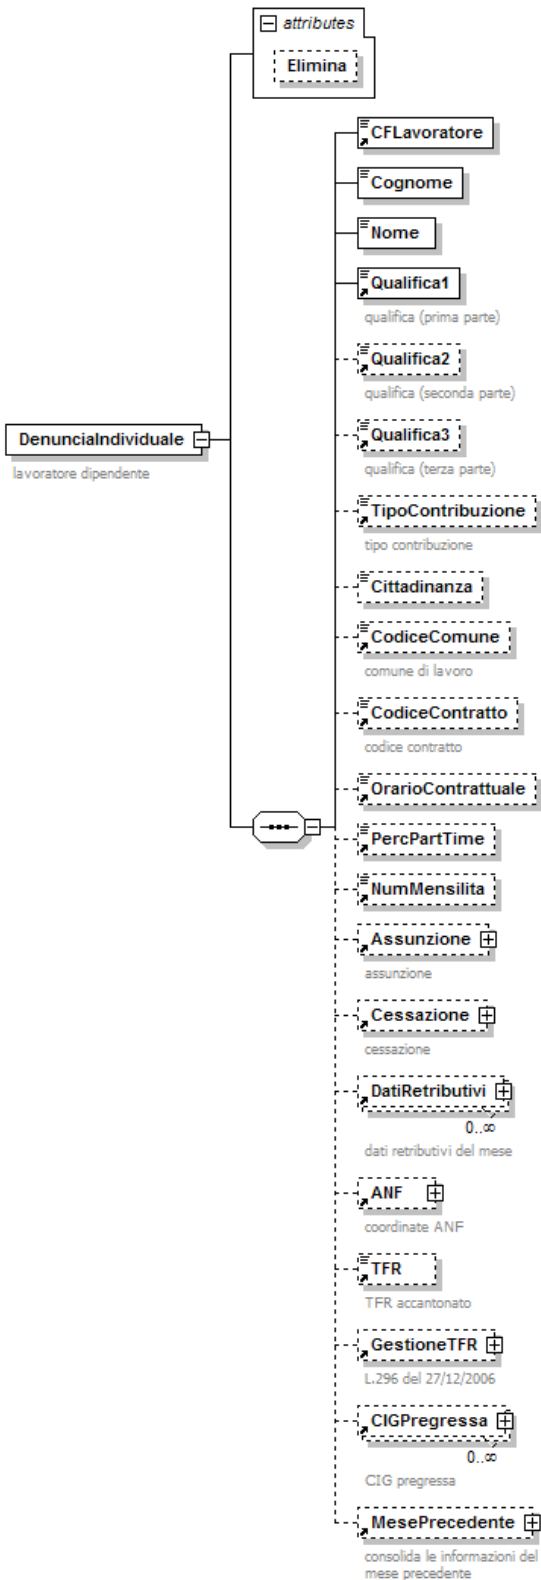 attributes
Elimina
CFLavoratore
Cognome
Nome
Qualifica1
qualifica (prima parte)
Qualifica2
qualifica (seconda parte)
Qualifica3
qualifica (terza parte)
DenunciaIndividuale
lavoratore dipendente
TipoContribuzione
tipo contribuzione
Cittadinanza
CodiceComune
comune di lavoro
CodiceContratto
codice contratto
OrarioContrattuale
PercPartTime
NumMensilita
Assunzione
assunzione
Cessazione
cessazione
DatiRetributivi
0..∞
dati retributivi del mese
ANF
coordinate ANF
TFR
TFR accantonato
GestioneTFR
L.296 del 27/12/2006
CIGPregressa
0..∞
CIG pregressa
MesePrecedente
consolida le informazioni del
mese precedente